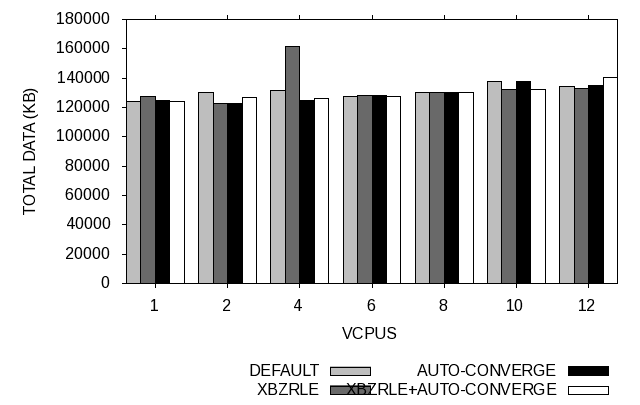 180000
160000
140000
120000
100000
80000
60000
40000
20000
0
TOTAL DATA (KB)
1 2 4 6 8 10 12
VCPUS
DEFAULT AUTO-CONVERGE
XBZRLE XBZRLE+AUTO-CONVERGE